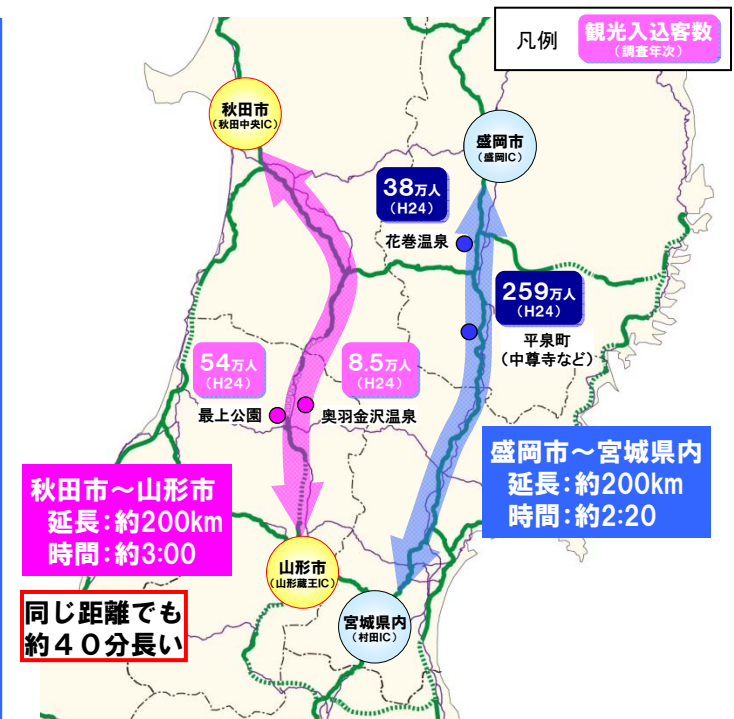 凡例
観光入込客数
(調査年次)
秋田市
(秋田中央IC)
盛岡市
(盛岡IC)
38万人
(H24)
花巻温泉
259万人
(H24)
平泉町
(中尊寺など)
54万人
(H24)
8.5万人
(H24)
最上公園
奥羽金沢温泉
盛岡市～宮城県内
延長：約200km
時間：約2:20
秋田市～山形市
延長：約200km
時間：約3:00
山形市
(山形蔵王IC)
同じ距離でも
約４０分長い
宮城県内
(村田IC)